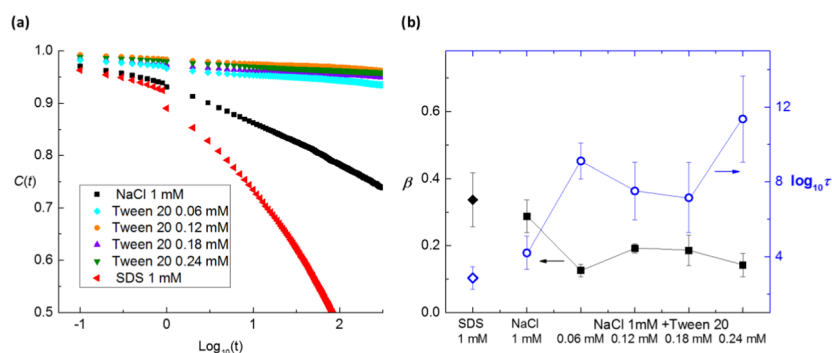 (a)
1.0
0.9
0.8
0.7
0.6
0.5
C(t)
NaCl 1 mM
Tween 20 0.06 mM
Tween 20 0.12 mM
Tween 20 0.18 mM
Tween 20 0.24 mM
SDS 1 mM
-1 0 1 2
Log10(t)
(b)
0.6
0.4
0.2
0.0
β
12
8
4
log10τ
SDS NaCl NaCl 1mM +Tween 20
1 mM 1 mM 0.06 mM 0.12 mM 0.18 mM 0.24 mM